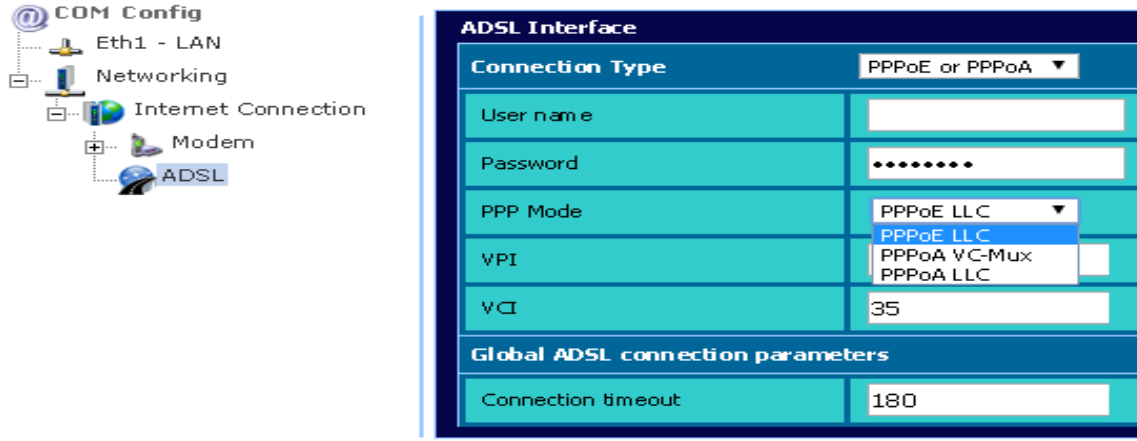 COM Config
Eth1 - LAN
Networking
Internet Connection
Modem
ADSL
ADSL Interface
Connection Type PPPoE or PPPoA
User name
Password ••••••••
PPP Mode PPPoE LLC
PPPoE LLC
PPPoA VC-Mux
PPPoA LLC
VPI
VCI 35
Global ADSL connection parameters
Connection timeout 180